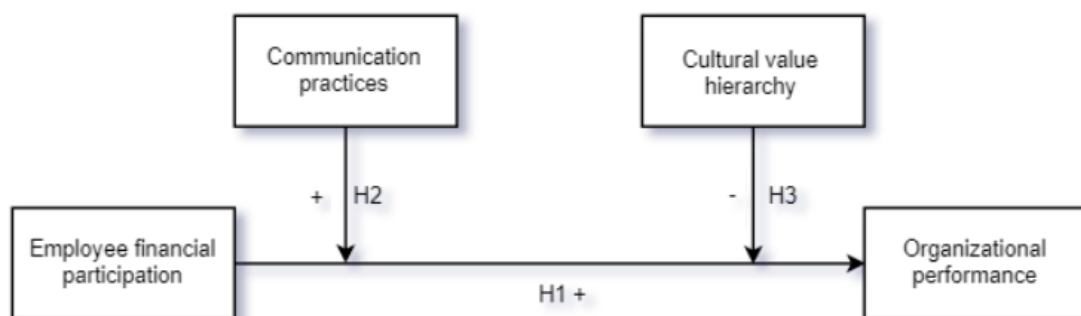 Communication
practices
Cultural value
hierarchy
+
H2
-
H3
Employee financial
participation
Organizational
performance
H1 +